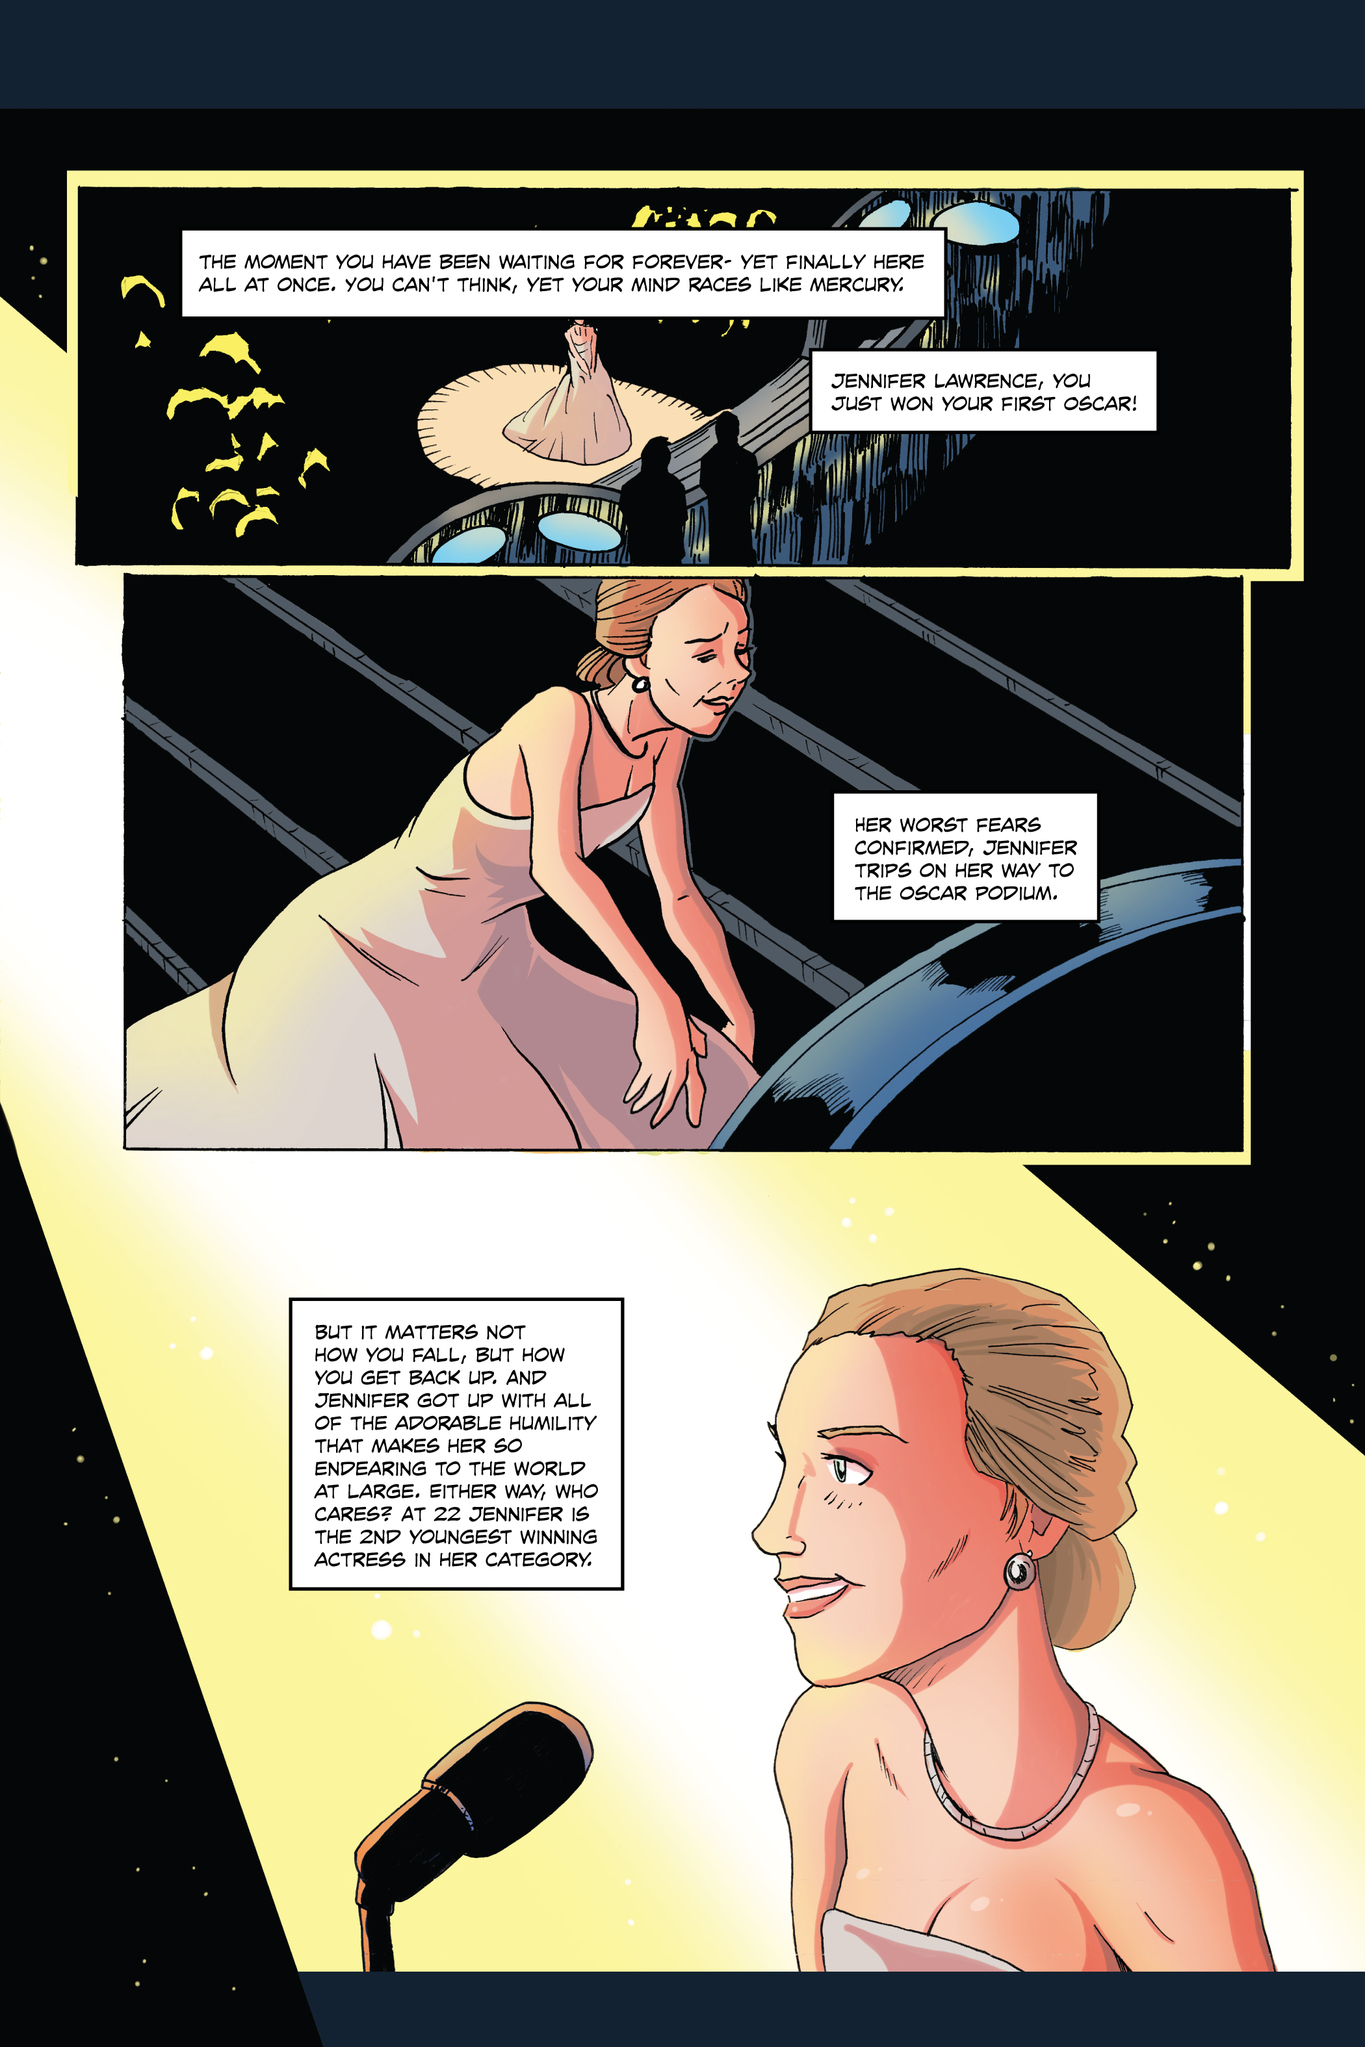 THE MOMENT YOU HAVE BEEN WAITING FOR FOREVER- YET FINALLY HERE
ALL AT ONCE. YOU CAN'T THINK, YET YOUR MIND RACES LIKE MERCURY.
JENNIFER LAWRENCE, YOU
JUST WON YOUR FIRST OSCAR!
HER WORST FEARS
CONFIRMED, JENNIFER
TRIPS ON HER WAY TO
THE OSCAR PODIUM.
BUT IT MATTERS NOT
HOW YOU FALL, BUT HOW
YOU GET BACK UP. AND
JENNIFER GOT UP WITH ALL
OF THE ADORABLE HUMILITY
THAT MAKES HER SO
ENDEARING TO THE WORLD
AT LARGE. EITHER WAY, WHO
CARES? AT 22 JENNIFER IS
THE 2ND YOUNGEST WINNING
ACTRESS IN HER CATEGORY.